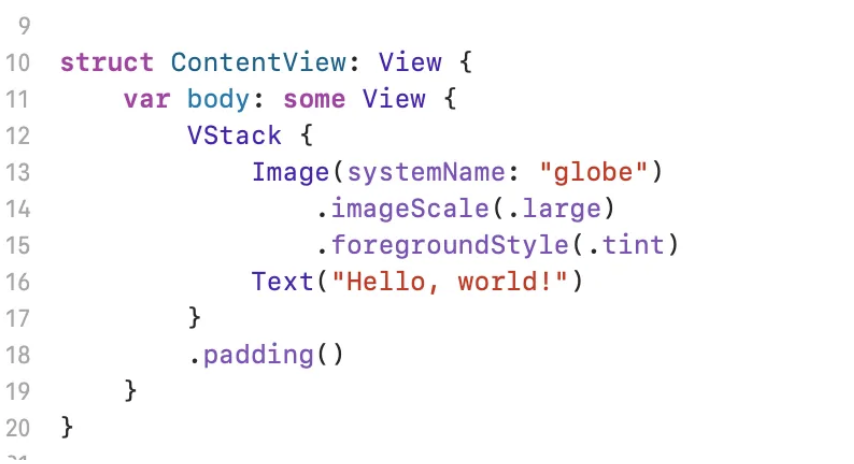 9
10 struct ContentView: View {
11     var body: some View {
12         VStack {
13             Image(systemName: "globe")
14                 .imageScale(.large)
15                 .foregroundStyle(.tint)
16             Text("Hello, world!")
17         }
18         .padding()
19     }
20 }